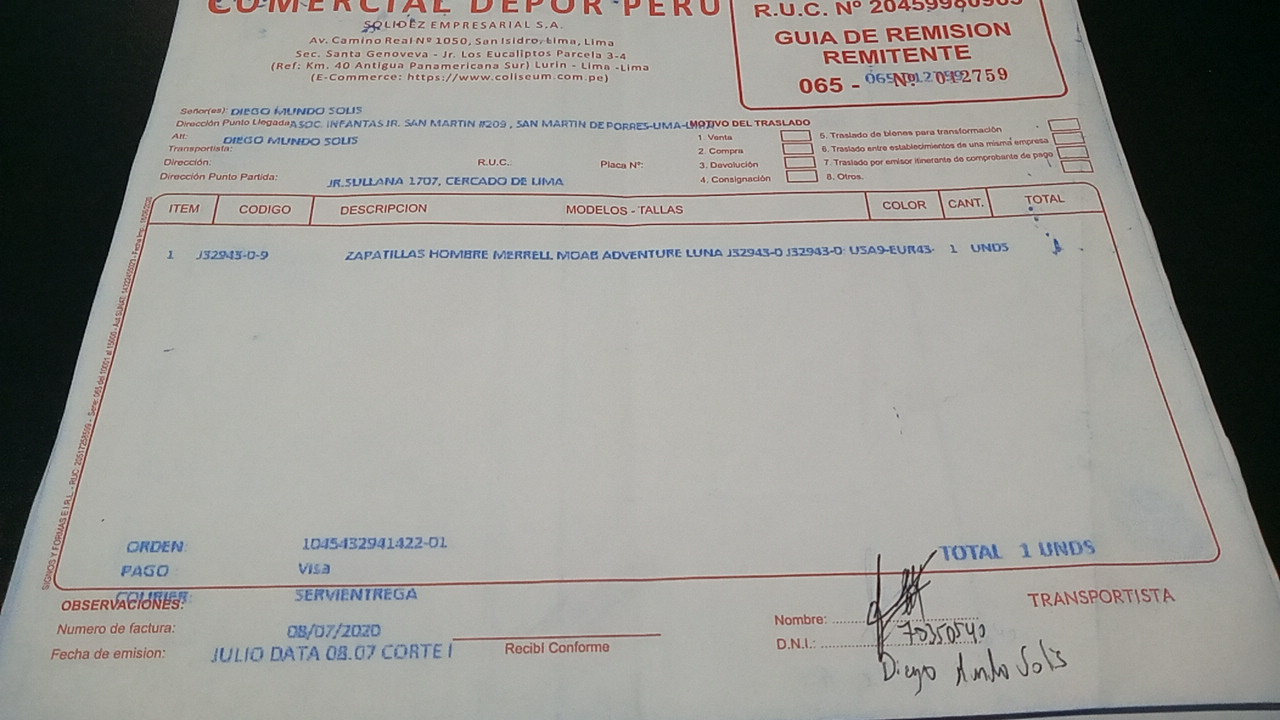 COMERCIAL DEPOR PERU
SOLIDEZ EMPRESARIAL S.A.
Av. Camino Real Nº 1050, San Isidro, Lima, Lima
Sec. Santa Genoveva - Jr. Los Eucaliptos Parcela 3-4
(Ref: Km. 40 Antigua Panamericana Sur) Lurin - Lima -Lima
(E-Commerce: https://www.coliseum.com.pe)
R.U.C. Nº
GUIA DE REMISION
REMITENTE
065 - Nº 012759
Señor(es): DIEGO MUNDO SOLIS
Dirección Punto Llegada: ASOC. INFANTAS JR. SAN MARTIN #209 , SAN MARTIN DE PORRES-LIMA-LIMA
Att: DIEGO MUNDO SOLIS
Transportista:
Dirección: R.U.C.: Placa Nº:
Dirección Punto Partida: JR.SULLANA 1707, CERCADO DE LIMA
MOTIVO DEL TRASLADO
1. Venta
2. Compra
3. Devolución
4. Consignación
5. Traslado de bienes para transformación
6. Traslado entre establecimientos de una misma empresa
7. Traslado por emisor itinerante de comprobante de pago
8. Otros.
ITEM CODIGO DESCRIPCION MODELOS - TALLAS COLOR CANT. TOTAL
1 J32943-0-9 ZAPATILLAS HOMBRE MERRELL MOAB ADVENTURE LUNA J32943-0 J32943-0: USA9-EUR43- 1 UNDS
ORDEN: 1045432941422-01
PAGO Visa
COURIER: SERVIENTREGA
TOTAL 1 UNDS
OBSERVACIONES:
Numero de factura: 08/07/2020
Fecha de emision: JULIO DATA 08.07 CORTE I
Recibí Conforme
TRANSPORTISTA
Nombre:
D.N.I.: 70350540
Diego Solis